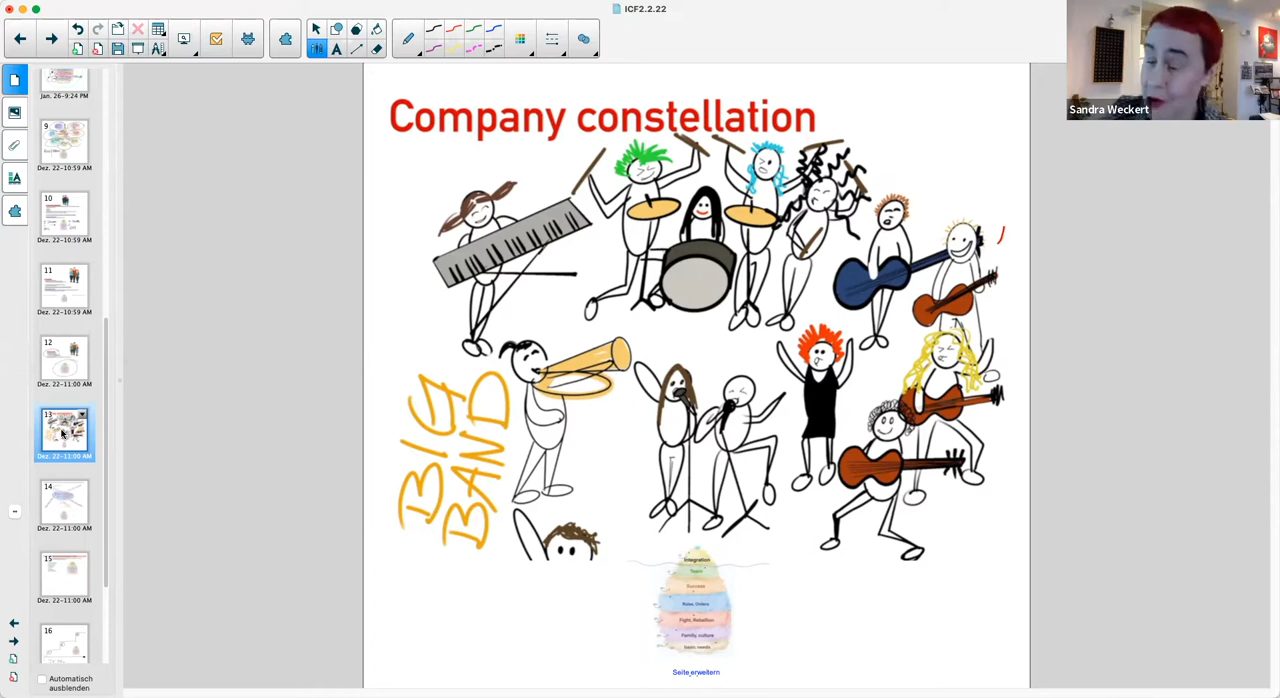 ICF2.2.22
Sandra Weckert
Jan. 26–9:24 PM
9
Dez. 22–10:59 AM
10
Dez. 22–10:59 AM
11
Dez. 22–10:59 AM
12
Dez. 22–11:00 AM
13
Dez. 22–11:00 AM
14
Dez. 22–11:00 AM
15
Dez. 22–11:00 AM
16
Automatisch
ausblenden
Company constellation
BIG
BAND
Integration
Team
Success
Rules, Orders
Fight, Rebellion
Family, culture
basic needs
Seite erweitern